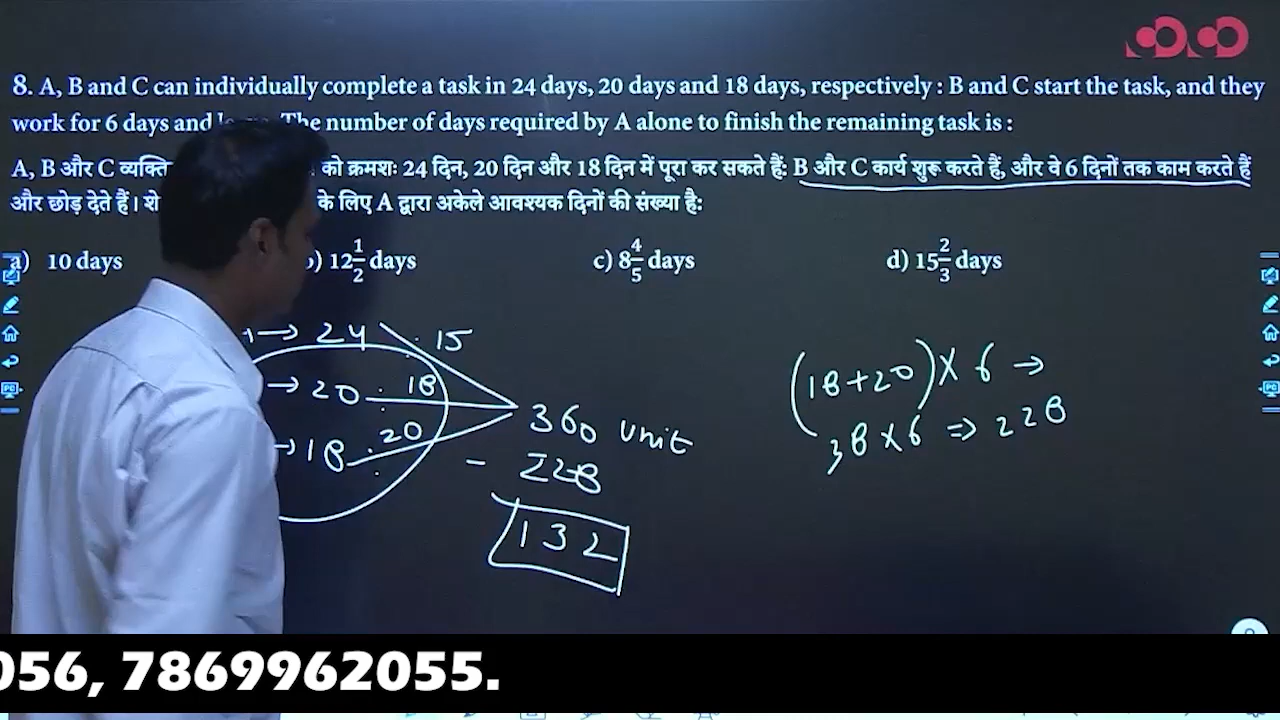 8. A, B and C can individually complete a task in 24 days, 20 days and 18 days, respectively : B and C start the task, and they
work for 6 days and The number of days required by A alone to finish the remaining task is :
A, B और C व्यक्ति को क्रमशः 24 दिन, 20 दिन और 18 दिन में पूरा कर सकते हैं: B और C कार्य शुरू करते हैं, और वे 6 दिनों तक काम करते हैं
और छोड़ देते हैं। के लिए A द्वारा अकेले आवश्यक दिनों की संख्या है:
a) 10 days
b) 12 1/2 days
c) 8 4/5 days
d) 15 2/3 days
→ 24 : 15
→ 20 : 18
→ 18 : 20
360 unit
- 228
132
(18+20) × 6 →
38 × 6 ⇒ 228
056, 7869962055.